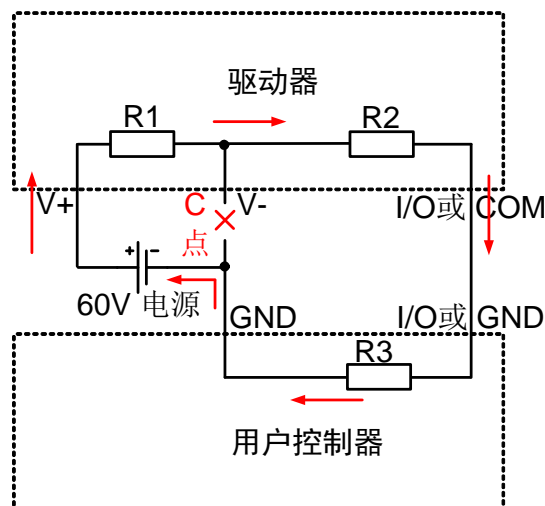 驱动器
R1
R2
V+
C
点
V-
I/O或 COM
60V 电源
GND
I/O或 GND
R3
用户控制器